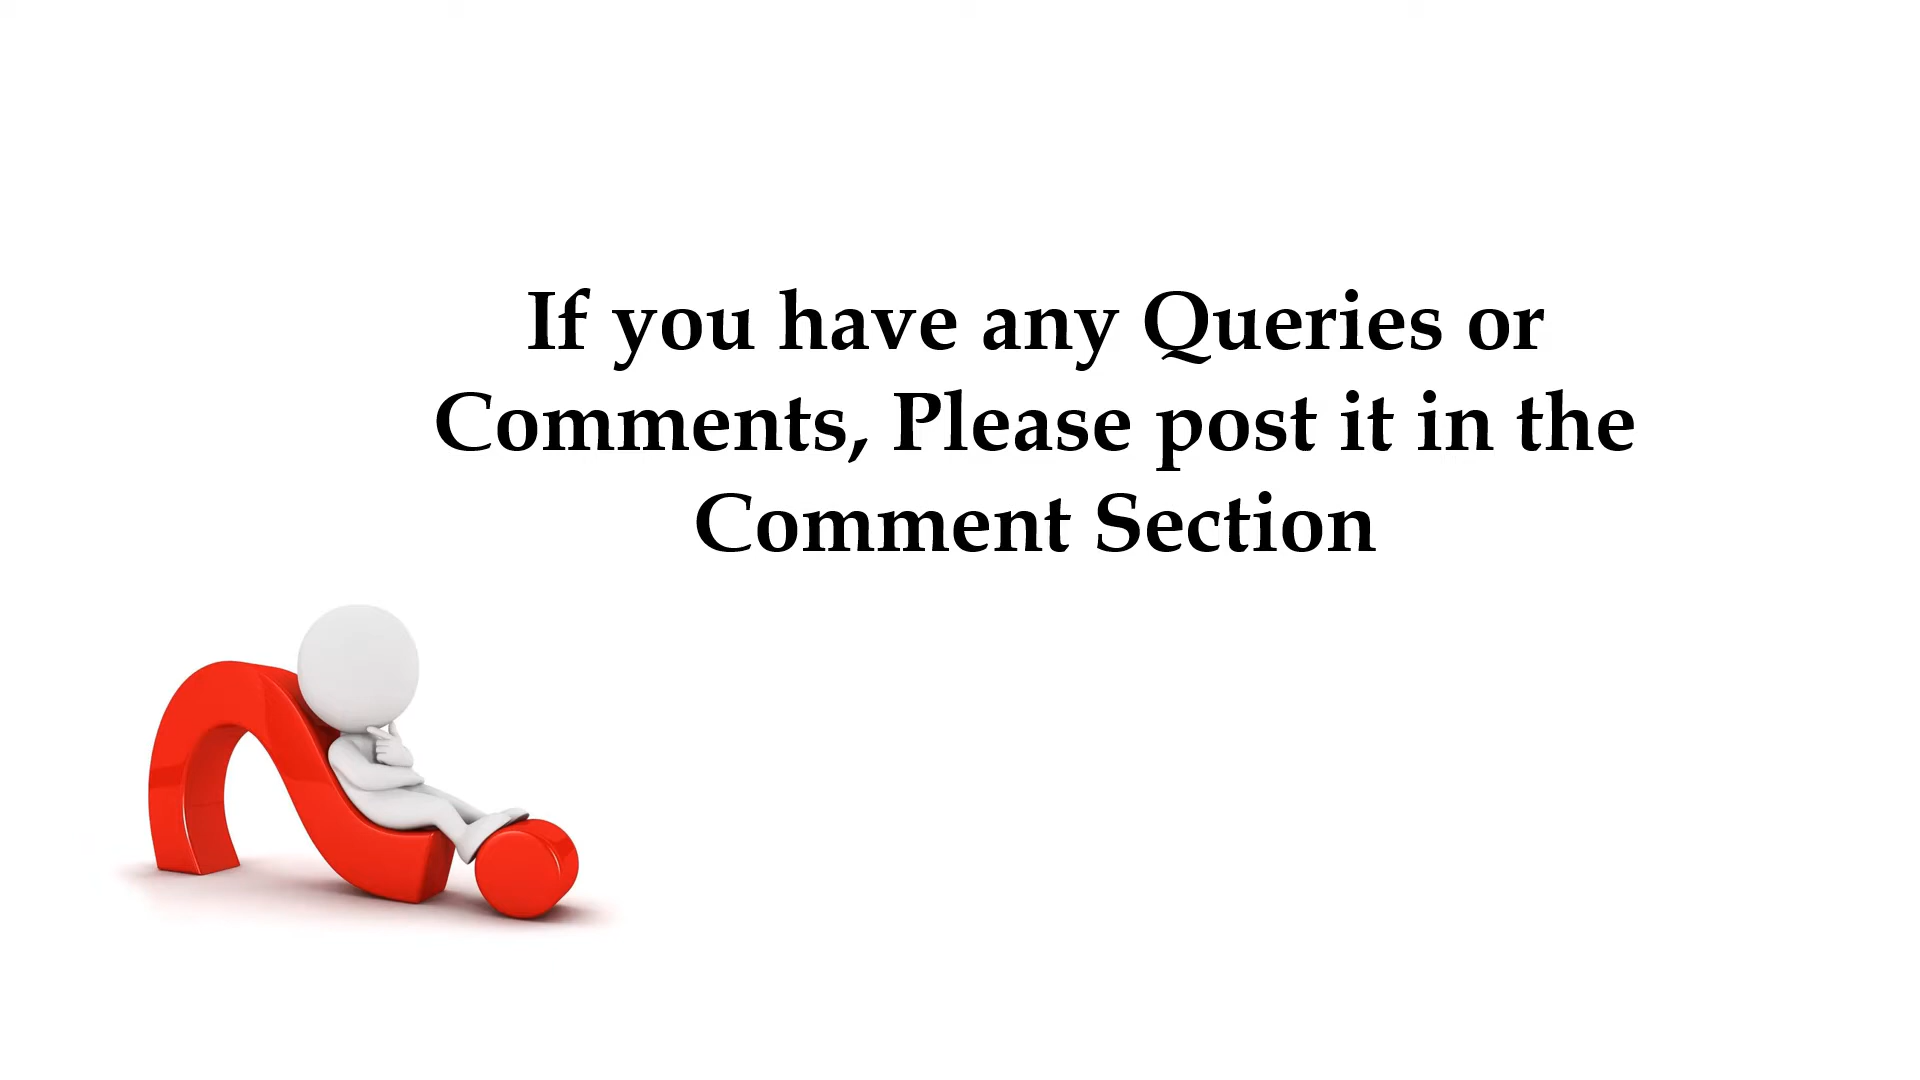 If you have any Queries or
Comments, Please post it in the
Comment Section